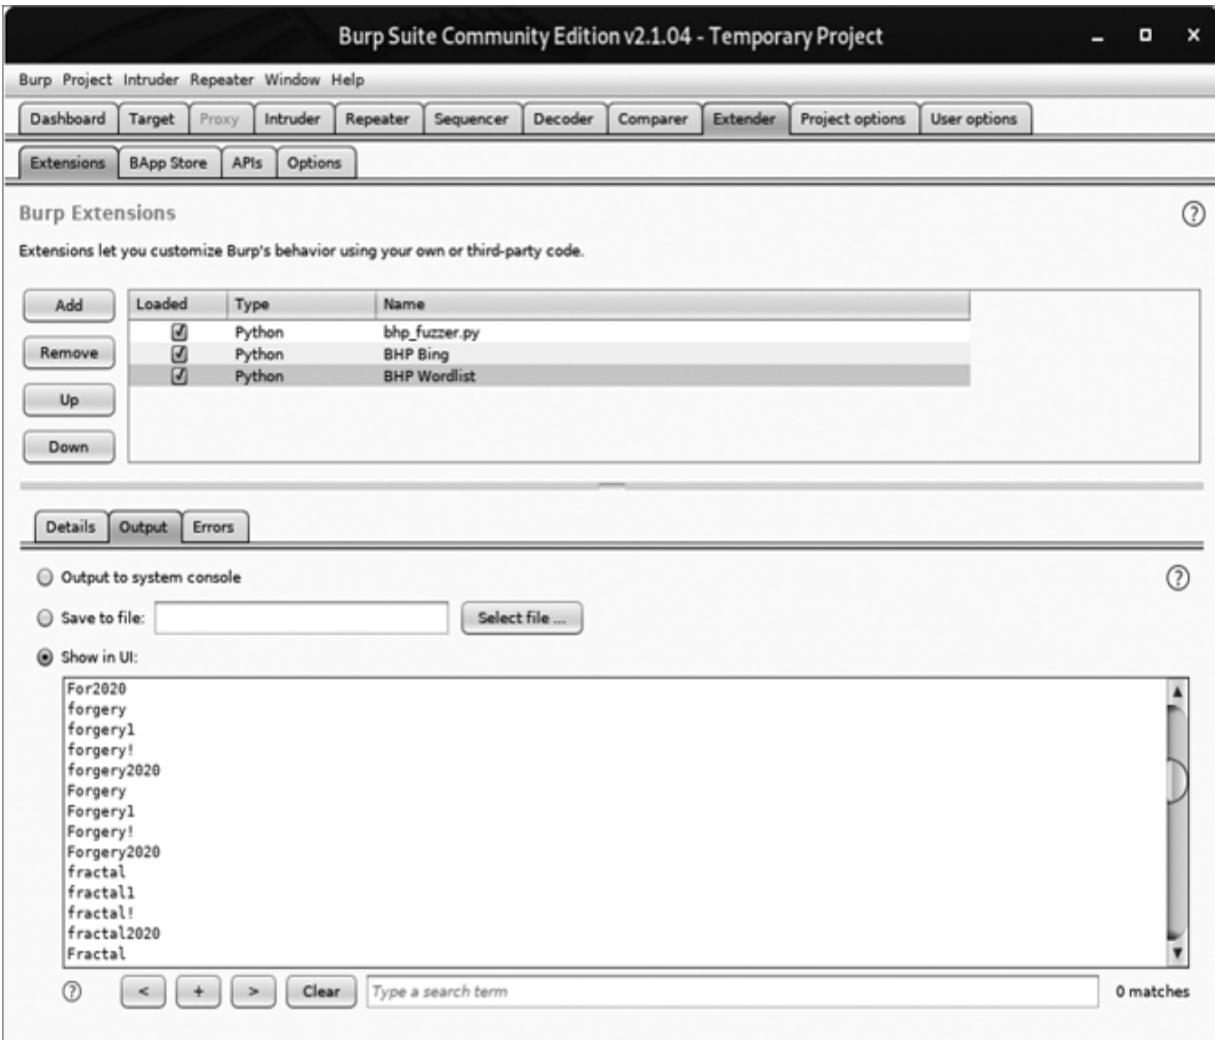 Burp Suite Community Edition v2.1.04 - Temporary Project
Burp Project Intruder Repeater Window Help
Dashboard Target Proxy Intruder Repeater Sequencer Decoder Comparer Extender Project options User options
Extensions BApp Store APIs Options
Burp Extensions
?
Extensions let you customize Burp's behavior using your own or third-party code.
Add
Remove
Up
Down
Loaded Type Name
Python bhp_fuzzer.py
Python BHP Bing
Python BHP Wordlist
Details Output Errors
Output to system console
?
Save to file: Select file ...
Show in UI:
For2020
forgery
forgery1
forgery!
forgery2020
Forgery
Forgery1
Forgery!
Forgery2020
fractal
fractal1
fractal!
fractal2020
Fractal
? < + > Clear Type a search term 0 matches